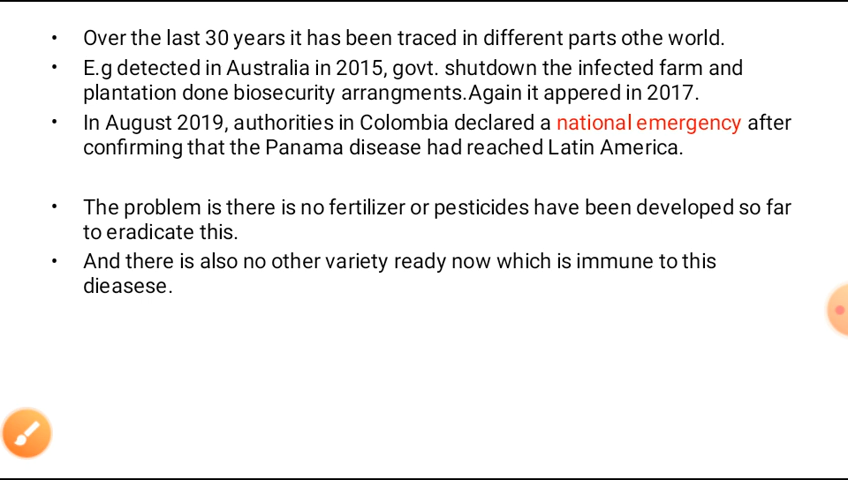 • Over the last 30 years it has been traced in different parts othe world.
• E.g detected in Australia in 2015, govt. shutdown the infected farm and
plantation done biosecurity arrangments.Again it appered in 2017.
• In August 2019, authorities in Colombia declared a national emergency after
confirming that the Panama disease had reached Latin America.
• The problem is there is no fertilizer or pesticides have been developed so far
to eradicate this.
• And there is also no other variety ready now which is immune to this
dieasese.